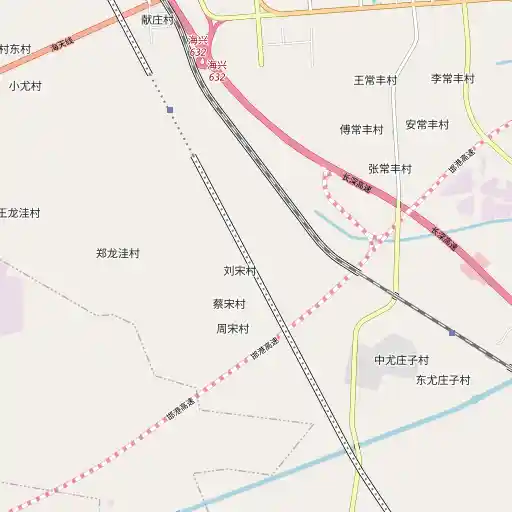 献庄村
海兴
632
海兴
632
村东村
海天线
小尤村
王常丰村
李常丰村
傅常丰村
安常丰村
张常丰村
邯港高速
长深高速
王龙洼村
长深高速
郑龙洼村
刘宋村
蔡宋村
周宋村
邯港高速
中尤庄子村
东尤庄子村
邯港高速